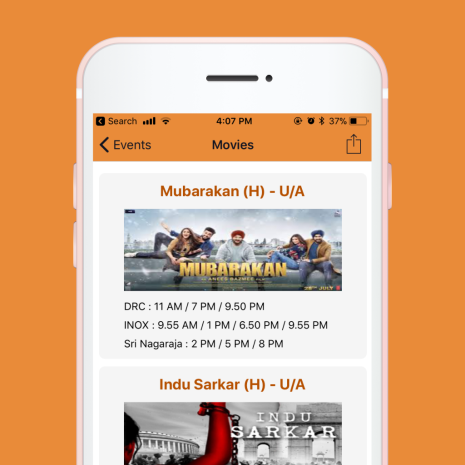 Search
4:07 PM
37%
Events
Movies
Mubarakan (H) - U/A
MUBARAKAN
28TH JULY
DRC : 11 AM / 7 PM / 9.50 PM
INOX : 9.55 AM / 1 PM / 6.50 PM / 9.55 PM
Sri Nagaraja : 2 PM / 5 PM / 8 PM
Indu Sarkar (H) - U/A
INDU
SARKAR